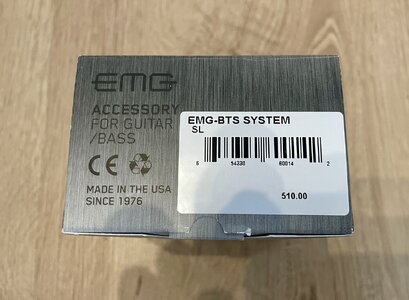 EMG
ACCESSORY
FOR GUITAR
/BASS
CE
MADE IN THE USA
SINCE 1976
EMG-BTS SYSTEM
SL
6 54330 60014 2
510.00